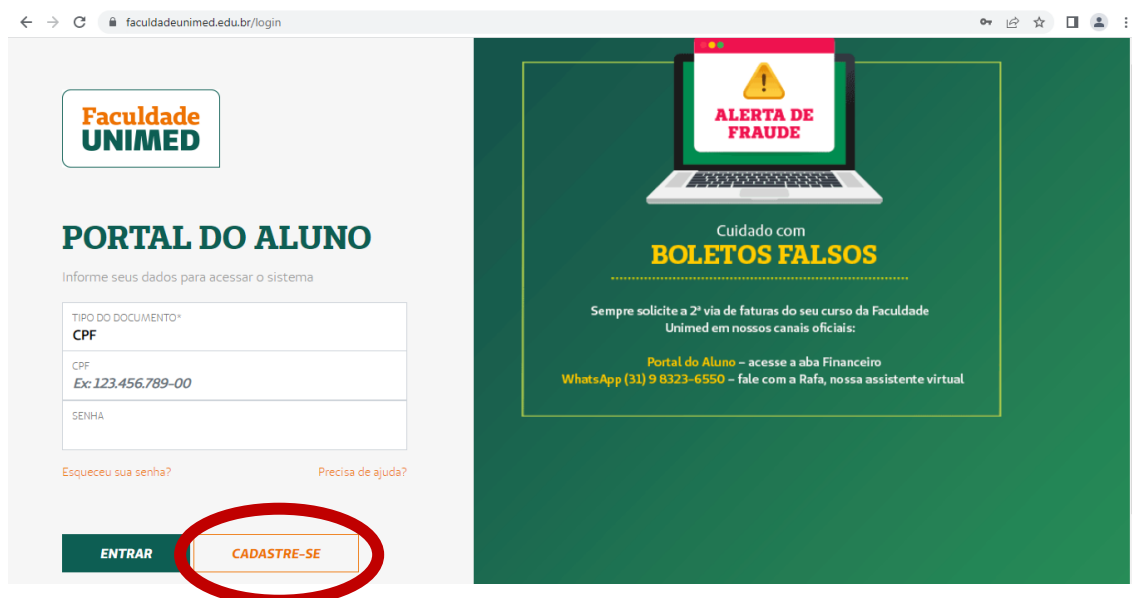 faculdadeunimed.edu.br/login
Faculdade
UNIMED
PORTAL DO ALUNO
Informe seus dados para acessar o sistema
TIPO DO DOCUMENTO*
CPF
CPF
Ex: 123.456.789-00
SENHA
Esqueceu sua senha? Precisa de ajuda?
ENTRAR CADASTRE-SE
ALERTA DE
FRAUDE
Cuidado com
BOLETOS FALSOS
Sempre solicite a 2ª via de faturas do seu curso da Faculdade
Unimed em nossos canais oficiais:
Portal do Aluno – acesse a aba Financeiro
WhatsApp (31) 9 8323-6550 – fale com a Rafa, nossa assistente virtual